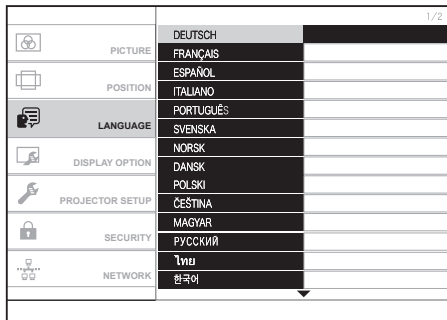 1/2
PICTURE
POSITION
LANGUAGE
DISPLAY OPTION
PROJECTOR SETUP
SECURITY
NETWORK
DEUTSCH
FRANÇAIS
ESPAÑOL
ITALIANO
PORTUGUÊS
SVENSKA
NORSK
DANSK
POLSKI
ČEŠTINA
MAGYAR
РУССКИЙ
ไทย
한국어